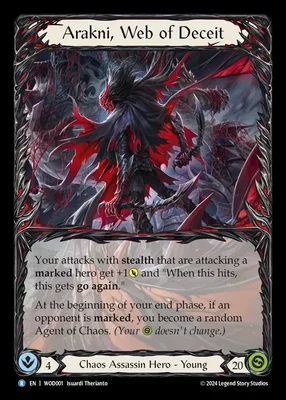 Arakni, Web of Deceit
Your attacks with stealth that are attacking
a marked hero get +1 and "When this hits,
this gets go again."
At the beginning of your end phase, if an
opponent is marked, you become a random
Agent of Chaos. (Your doesn't change.)
4 Chaos Assassin Hero - Young 20
R EN | WOD001 Isuardi Therianto © 2024 Legend Story Studios